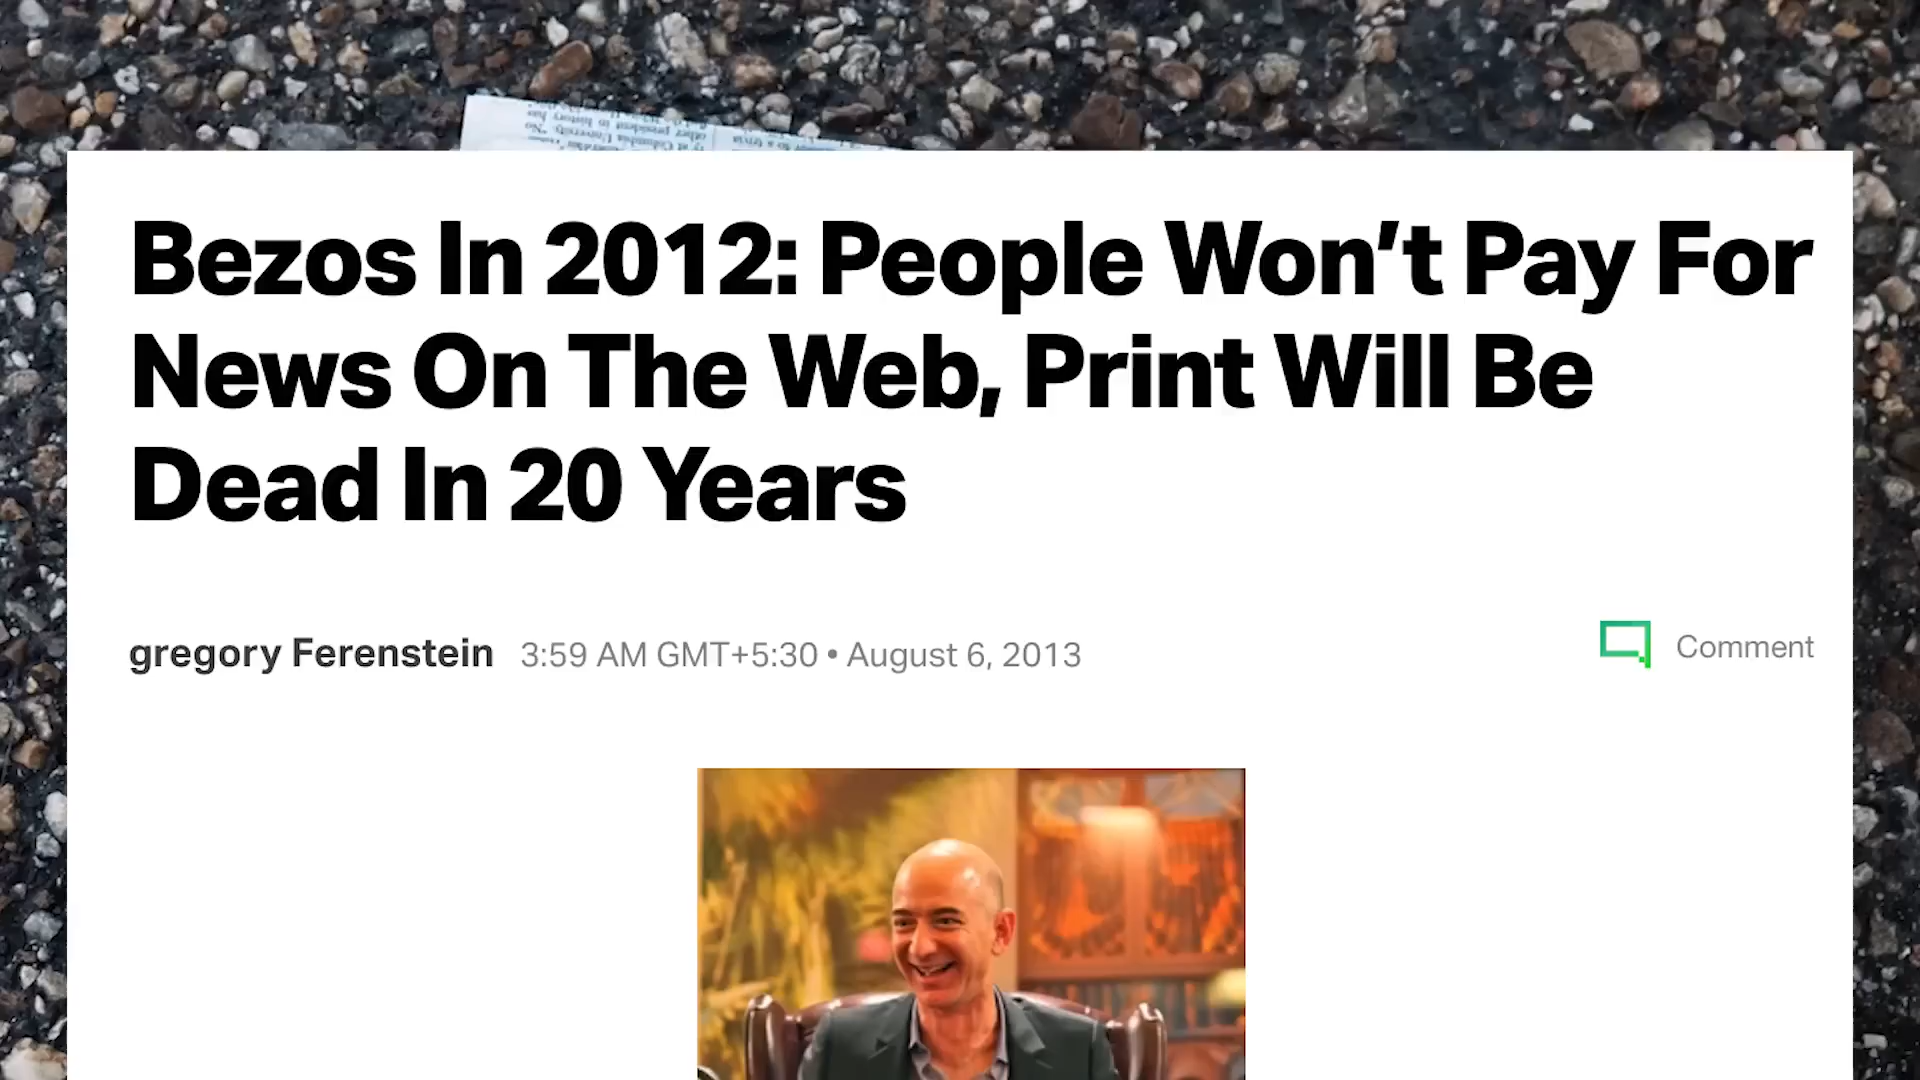 Bezos In 2012: People Won’t Pay For
News On The Web, Print Will Be
Dead In 20 Years
gregory Ferenstein 3:59 AM GMT+5:30 • August 6, 2013
Comment